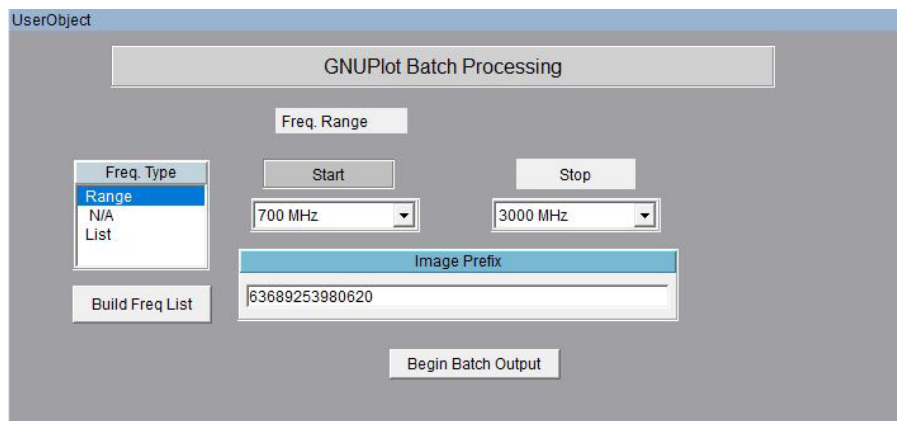 UserObject
GNUPlot Batch Processing
Freq. Range
Freq. Type
Range
N/A
List
Start
Stop
700 MHz
3000 MHz
Image Prefix
63689253980620
Build Freq List
Begin Batch Output